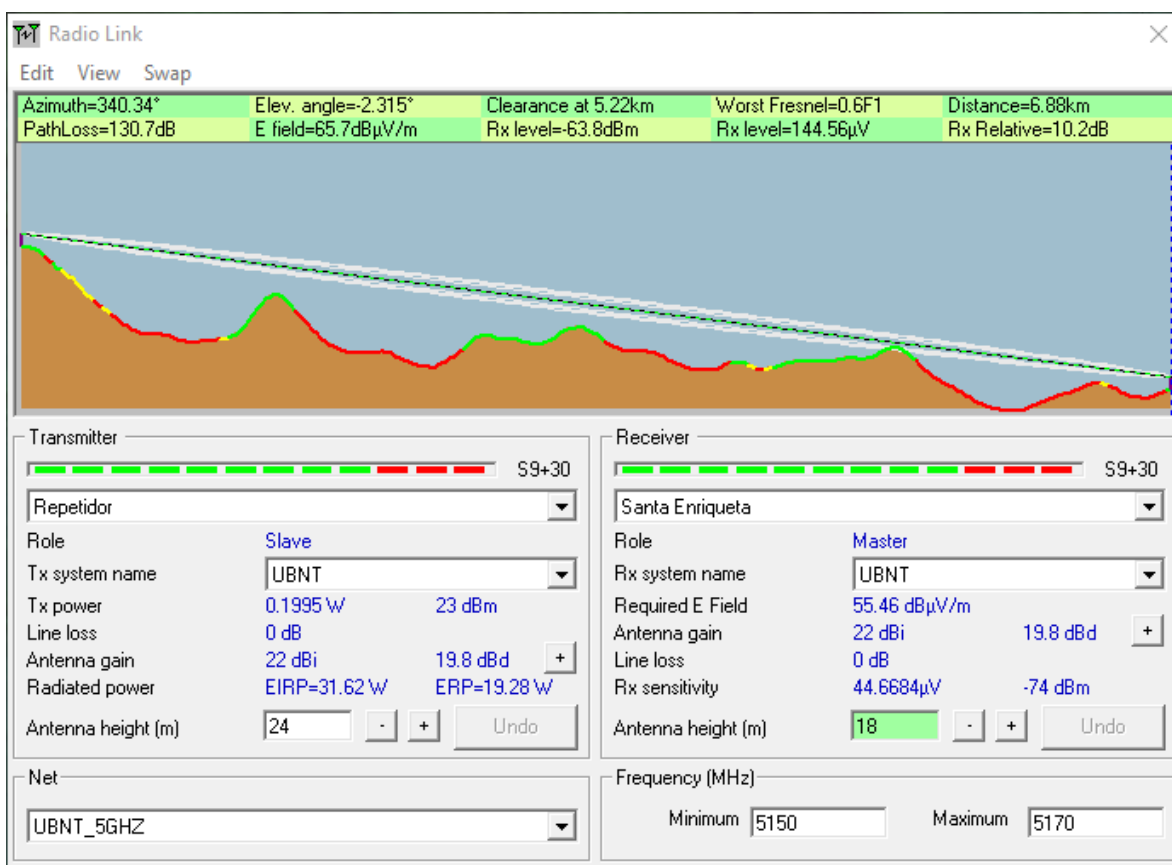 Radio Link
Edit View Swap
Azimuth=340.34° Elev. angle=-2.315° Clearance at 5.22km Worst Fresnel=0.6F1 Distance=6.88km
PathLoss=130.7dB E field=65.7dBµV/m Rx level=-63.8dBm Rx level=144.56µV Rx Relative=10.2dB
Transmitter
S9+30
Repetidor
Role Slave
Tx system name UBNT
Tx power 0.1995 W 23 dBm
Line loss 0 dB
Antenna gain 22 dBi 19.8 dBd +
Radiated power EIRP=31.62 W ERP=19.28 W
Antenna height (m) 24 - + Undo
Receiver
S9+30
Santa Enriqueta
Role Master
Rx system name UBNT
Required E Field 55.46 dBµV/m
Antenna gain 22 dBi 19.8 dBd +
Line loss 0 dB
Rx sensitivity 44.6684µV -74 dBm
Antenna height (m) 18 - + Undo
Net
UBNT_5GHZ
Frequency (MHz)
Minimum 5150 Maximum 5170